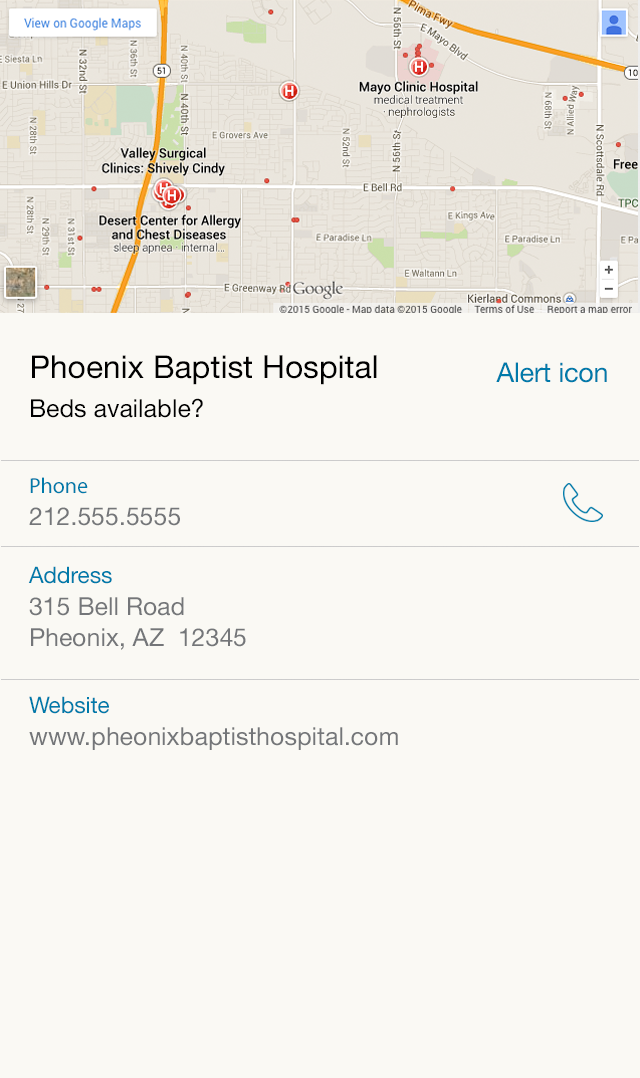 View on Google Maps
Pima Fwy
E Mayo Blvd
N 56th St
N 36th St
N 40th St
N 32nd St
E Siesta Ln
51
10
E Union Hills Dr
H
H
Mayo Clinic Hospital
medical treatment
· nephrologists
N 68th St
N Allied Way
N 28th St
N 40th St
E Grovers Ave
N 52nd St
N 56th St
N Scottsdale Rd
Valley Surgical
Clinics: Shively Cindy
Free
H
H
E Bell Rd
TPC
N 28th St
N 29th St
N 31st St
Desert Center for Allergy
and Chest Diseases
sleep apnea · internal...
E Kings Ave
E Paradise Ln
E Paradise Ln
E Waltann Ln
+
−
E Greenway Rd
Google
N 27
Kierland Commons
©2015 Google - Map data ©2015 Google
Terms of Use
Report a map error
Phoenix Baptist Hospital
Alert icon
Beds available?
Phone
212.555.5555
Address
315 Bell Road
Pheonix, AZ  12345
Website
www.pheonixbaptisthospital.com